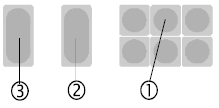 ③ ② ①